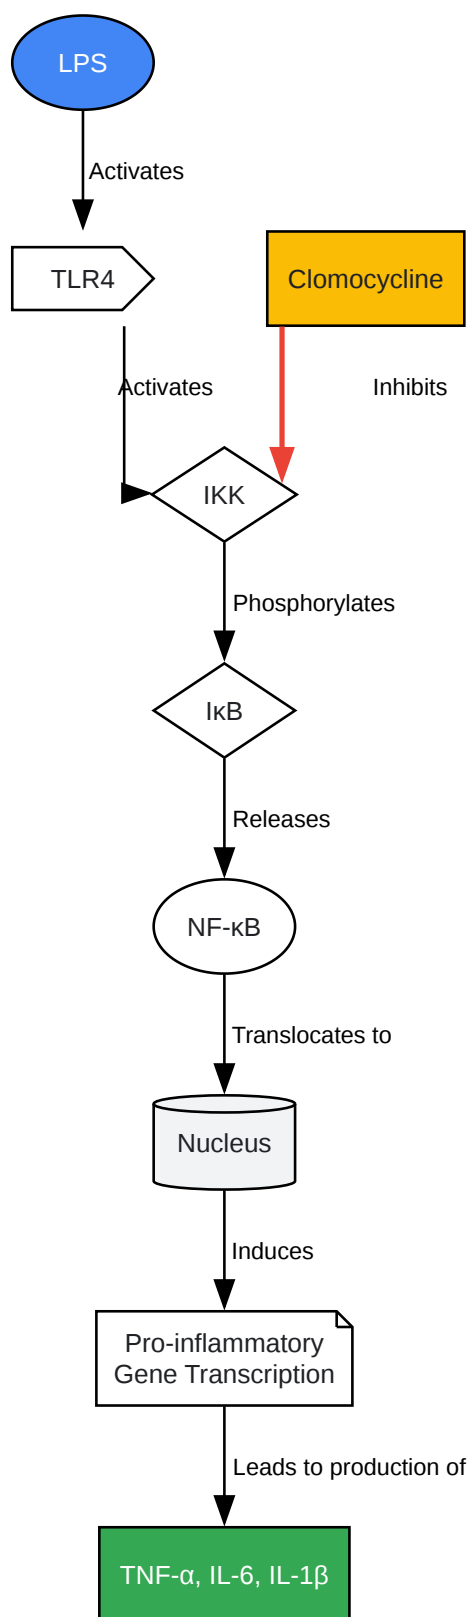 LPS
Activates
TLR4
Clomocycline
Activates
Inhibits
IKK
Phosphorylates
IκB
Releases
NF-κB
Translocates to
Nucleus
Induces
Pro-inflammatory
Gene Transcription
Leads to production of
TNF-α, IL-6, IL-1β